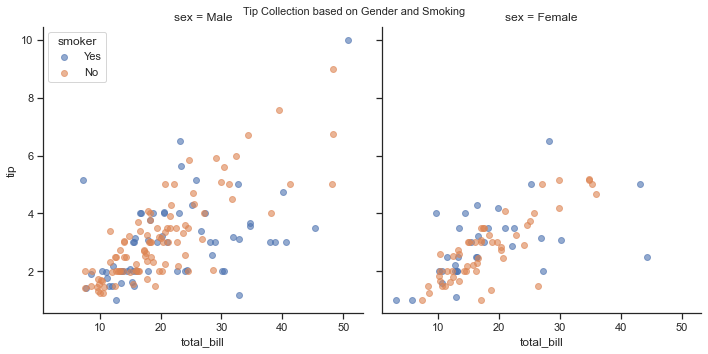 Tip Collection based on Gender and Smoking
sex = Male
sex = Female
smoker
Yes
No
tip
10
8
6
4
2
10
20
30
40
50
10
20
30
40
50
total_bill
total_bill